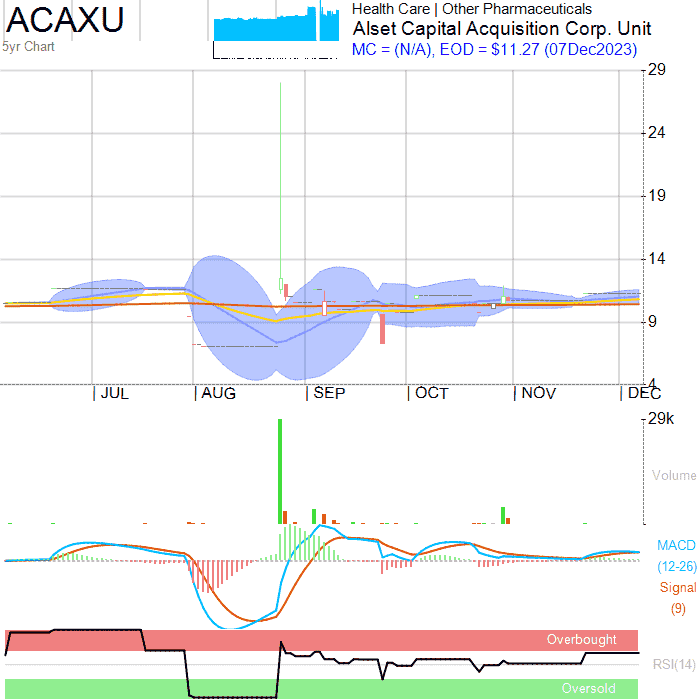 ACAXU
5yr Chart
Health Care | Other Pharmaceuticals
Alset Capital Acquisition Corp. Unit
MC = (N/A), EOD = $11.27 (07Dec2023)
29
24
19
14
9
4
JUL
AUG
SEP
OCT
NOV
DEC
29k
Volume
MACD
(12-26)
Signal
(9)
Overbought
RSI(14)
Oversold